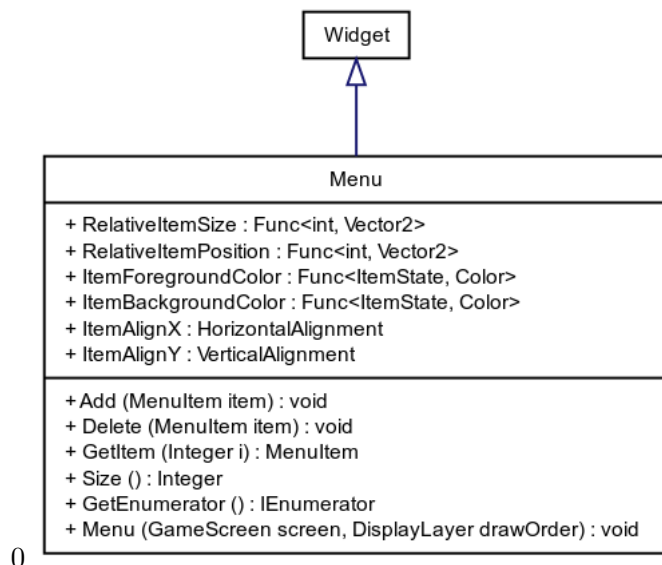 Widget
Menu
+ RelativeItemSize : Func<int, Vector2>
+ RelativeItemPosition : Func<int, Vector2>
+ ItemForegroundColor : Func<ItemState, Color>
+ ItemBackgroundColor : Func<ItemState, Color>
+ ItemAlignX : HorizontalAlignment
+ ItemAlignY : VerticalAlignment
+ Add (MenuItem item) : void
+ Delete (MenuItem item) : void
+ GetItem (Integer i) : MenuItem
+ Size () : Integer
+ GetEnumerator () : IEnumerator
+ Menu (GameScreen screen, DisplayLayer drawOrder) : void
0